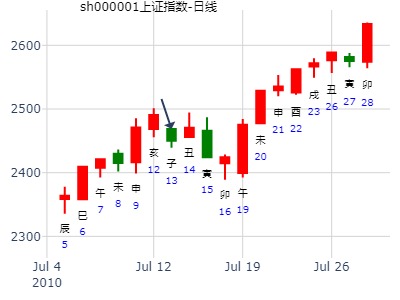 sh000001上证指数-日线
2600
2500
2400
2300
辰
5
巳
6
午
7
未
8
申
9
亥
12
子
13
丑
14
寅
15
卯
16
午
19
未
20
申
21
酉
22
戌
23
丑
26
寅
27
卯
28
Jul 4
Jul 12
Jul 19
Jul 26
2010